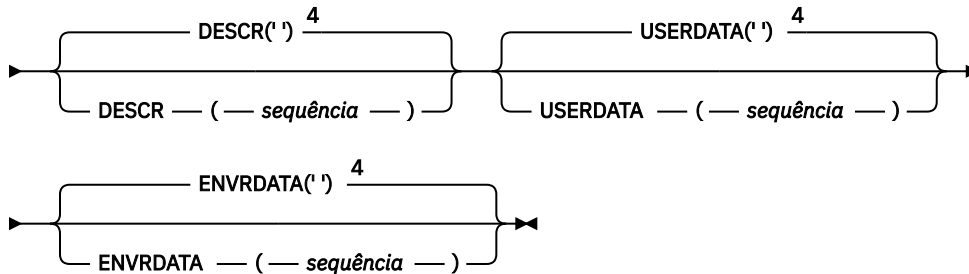 DESCR(' ') 4 USERDATA(' ') 4
DESCR ( sequência ) USERDATA ( sequência )
ENVRDATA(' ') 4
ENVRDATA ( sequência )